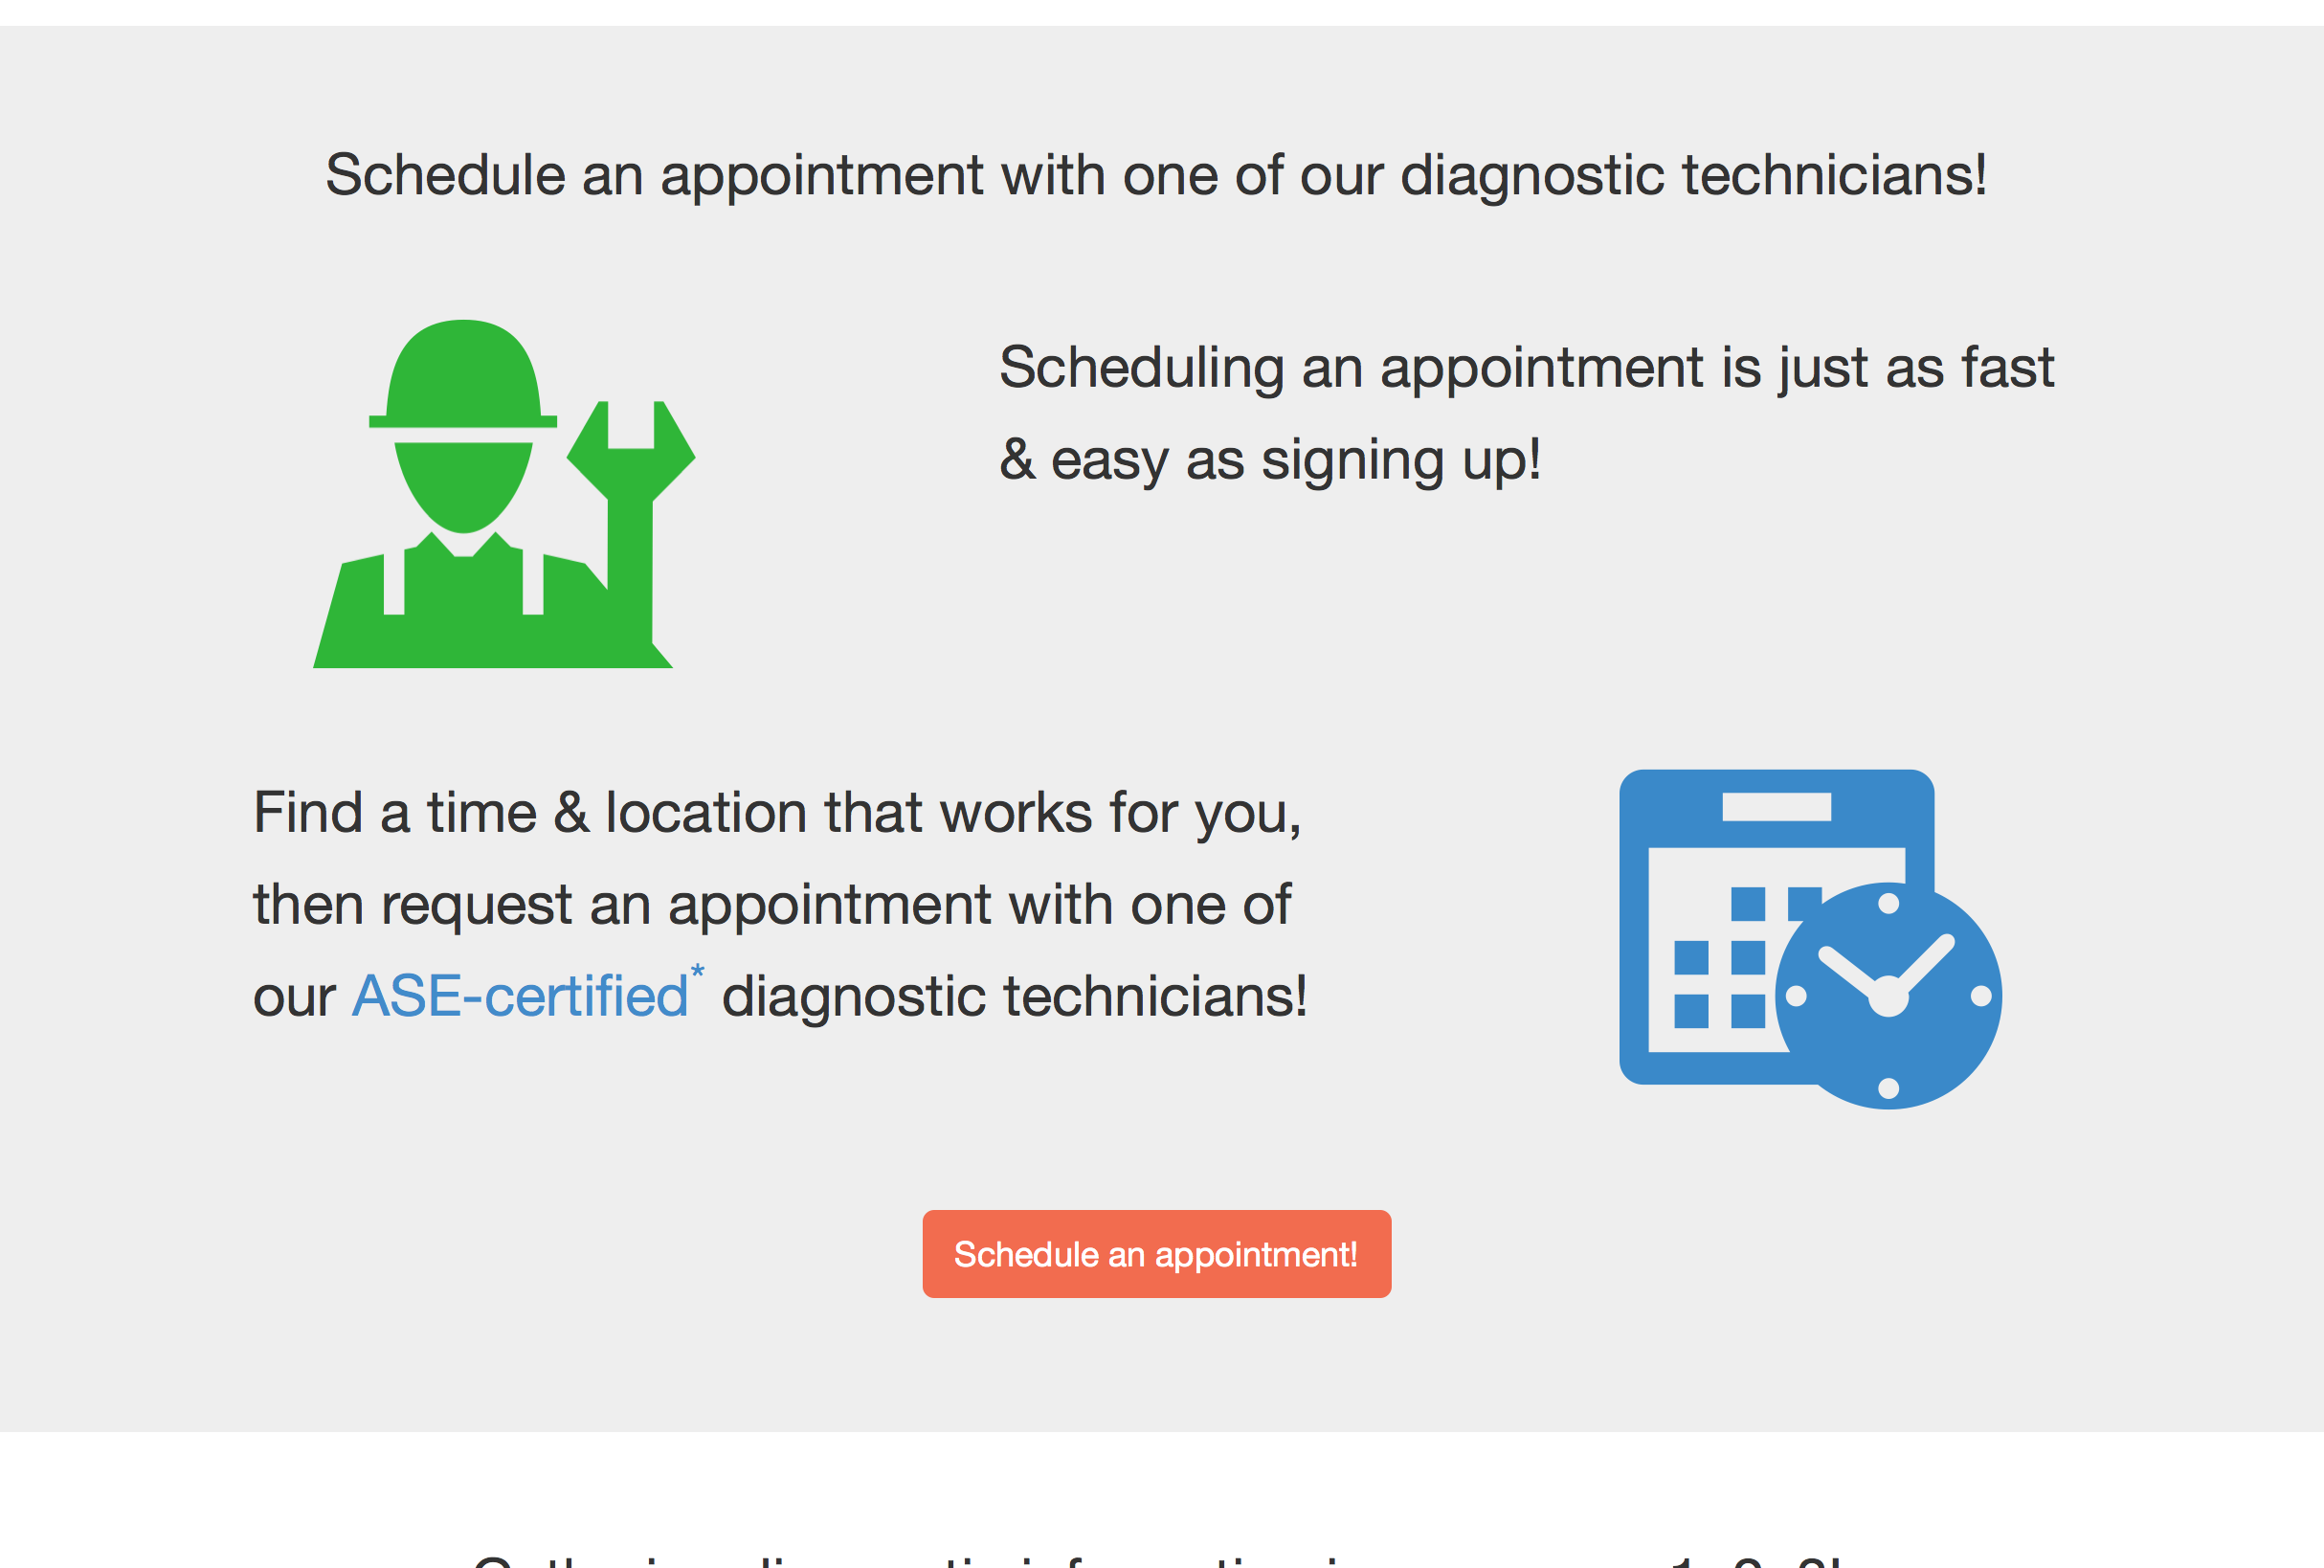 Schedule an appointment with one of our diagnostic technicians!
Scheduling an appointment is just as fast
& easy as signing up!
Find a time & location that works for you,
then request an appointment with one of
our ASE-certified* diagnostic technicians!
Schedule an appointment!